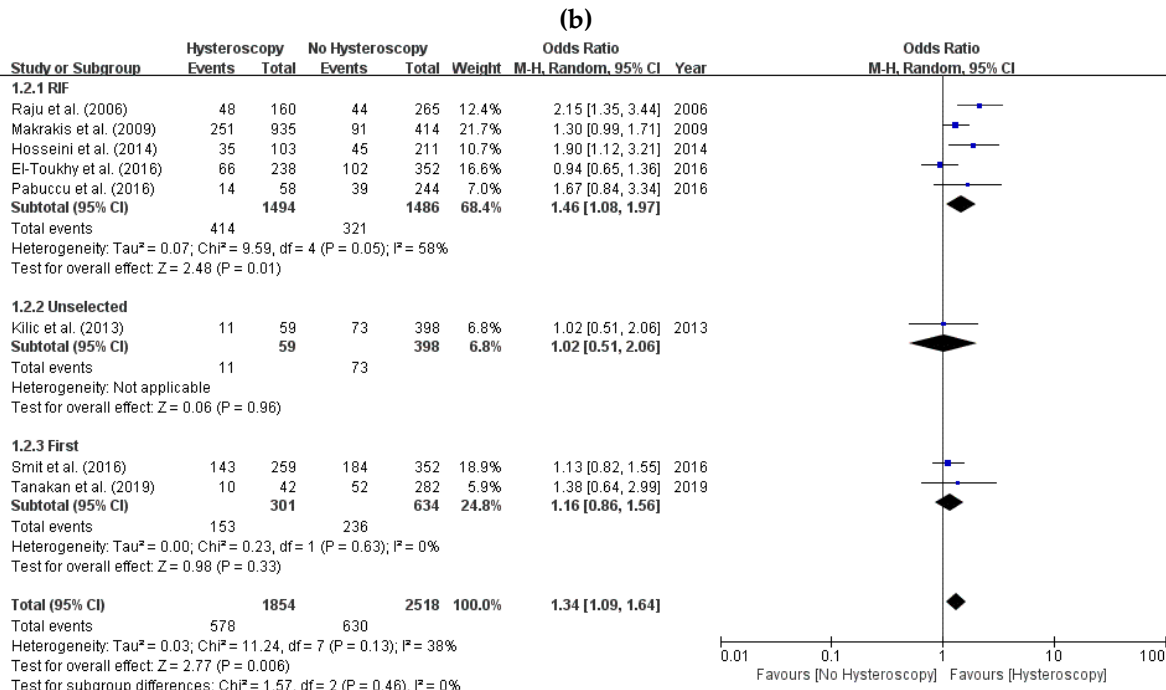 (b)
Hysteroscopy No Hysteroscopy Odds Ratio Odds Ratio
Study or Subgroup Events Total Events Total Weight M-H, Random, 95% CI Year M-H, Random, 95% CI
1.2.1 RIF
Raju et al. (2006) 48 160 44 265 12.4% 2.15 [1.35, 3.44] 2006
Makrakis et al. (2009) 251 935 91 414 21.7% 1.30 [0.99, 1.71] 2009
Hosseini et al. (2014) 35 103 45 211 10.7% 1.90 [1.12, 3.21] 2014
El-Toukhy et al. (2016) 66 238 102 352 16.6% 0.94 [0.65, 1.36] 2016
Pabuccu et al. (2016) 14 58 39 244 7.0% 1.67 [0.84, 3.34] 2016
Subtotal (95% CI) 1494 1486 68.4% 1.46 [1.08, 1.97]
Total events 414 321
Heterogeneity: Tau² = 0.07; Chi² = 9.59, df = 4 (P = 0.05); I² = 58%
Test for overall effect: Z = 2.48 (P = 0.01)
1.2.2 Unselected
Kilic et al. (2013) 11 59 73 398 6.8% 1.02 [0.51, 2.06] 2013
Subtotal (95% CI) 59 398 6.8% 1.02 [0.51, 2.06]
Total events 11 73
Heterogeneity: Not applicable
Test for overall effect: Z = 0.06 (P = 0.96)
1.2.3 First
Smit et al. (2016) 143 259 184 352 18.9% 1.13 [0.82, 1.55] 2016
Tanakan et al. (2019) 10 42 52 282 5.9% 1.38 [0.64, 2.99] 2019
Subtotal (95% CI) 301 634 24.8% 1.16 [0.86, 1.56]
Total events 153 236
Heterogeneity: Tau² = 0.00; Chi² = 0.23, df = 1 (P = 0.63); I² = 0%
Test for overall effect: Z = 0.98 (P = 0.33)
Total (95% CI) 1854 2518 100.0% 1.34 [1.09, 1.64]
Total events 578 630
Heterogeneity: Tau² = 0.03; Chi² = 11.24, df = 7 (P = 0.13); I² = 38%
Test for overall effect: Z = 2.77 (P = 0.006)
Test for subgroup differences: Chi² = 1.57, df = 2 (P = 0.46), I² = 0%
0.01 0.1 1 10 100
Favours [No Hysteroscopy] Favours [Hysteroscopy]